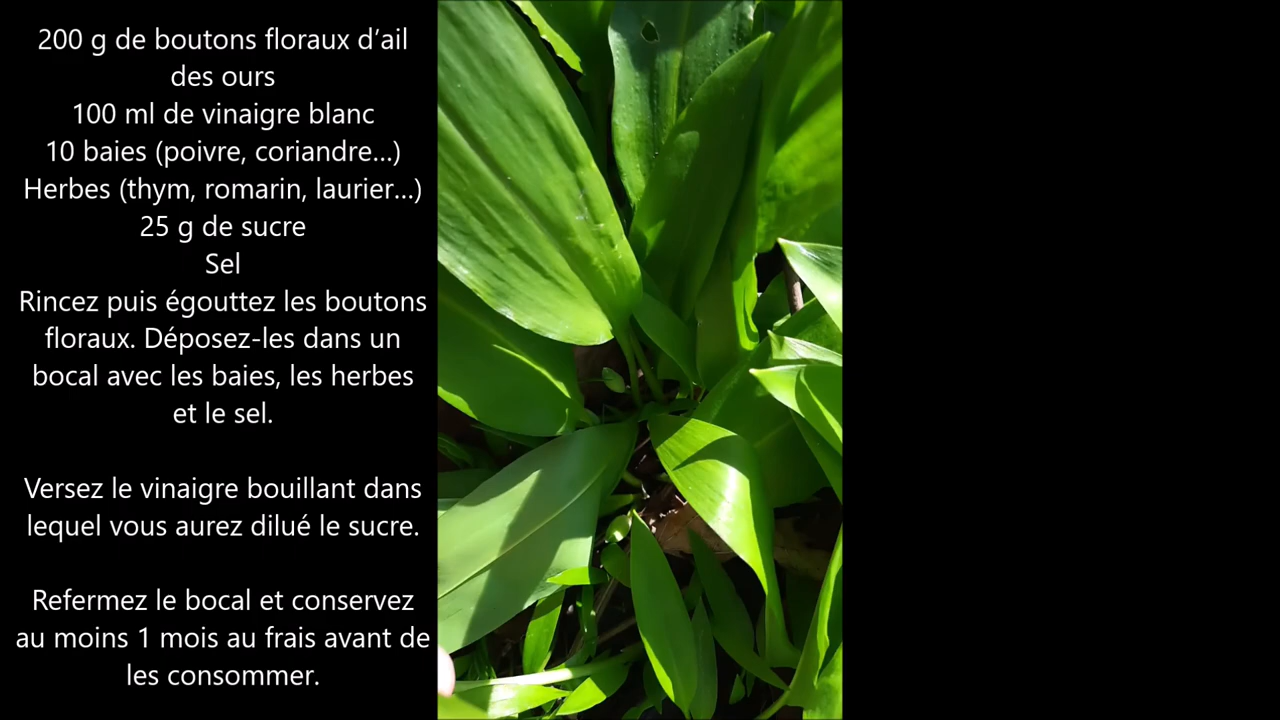 200 g de boutons floraux d’ail
des ours
100 ml de vinaigre blanc
10 baies (poivre, coriandre…)
Herbes (thym, romarin, laurier…)
25 g de sucre
Sel
Rincez puis égouttez les boutons
floraux. Déposez-les dans un
bocal avec les baies, les herbes
et le sel.
Versez le vinaigre bouillant dans
lequel vous aurez dilué le sucre.
Refermez le bocal et conservez
au moins 1 mois au frais avant de
les consommer.